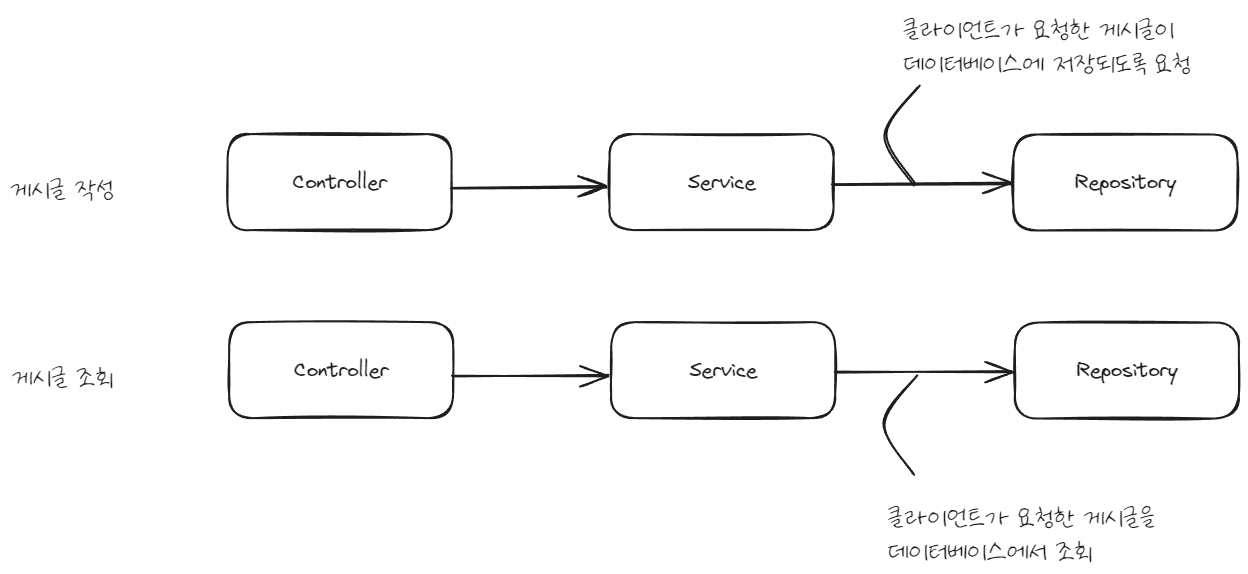 클라이언트가 요청한 게시글이
데이터베이스에 저장되도록 요청
게시글 작성
Controller
Service
Repository
게시글 조회
Controller
Service
Repository
클라이언트가 요청한 게시글을
데이터베이스에서 조회